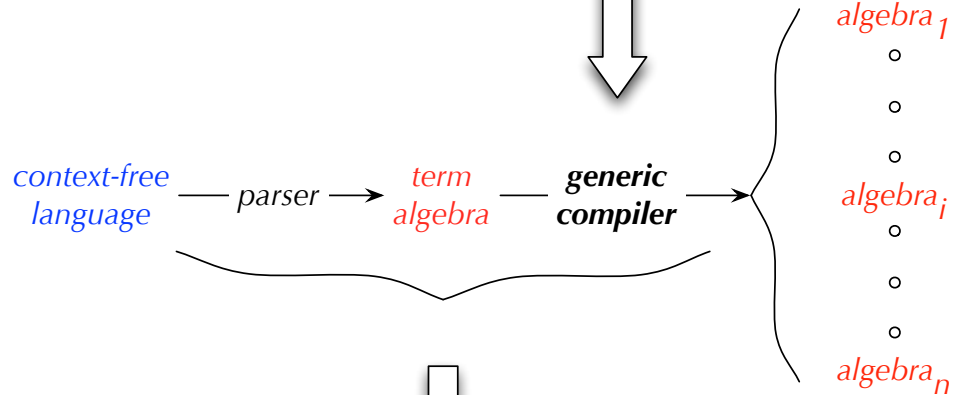 algebra₁
context-free
language
parser
term
algebra
generic
compiler
algebraᵢ
algebraₙ